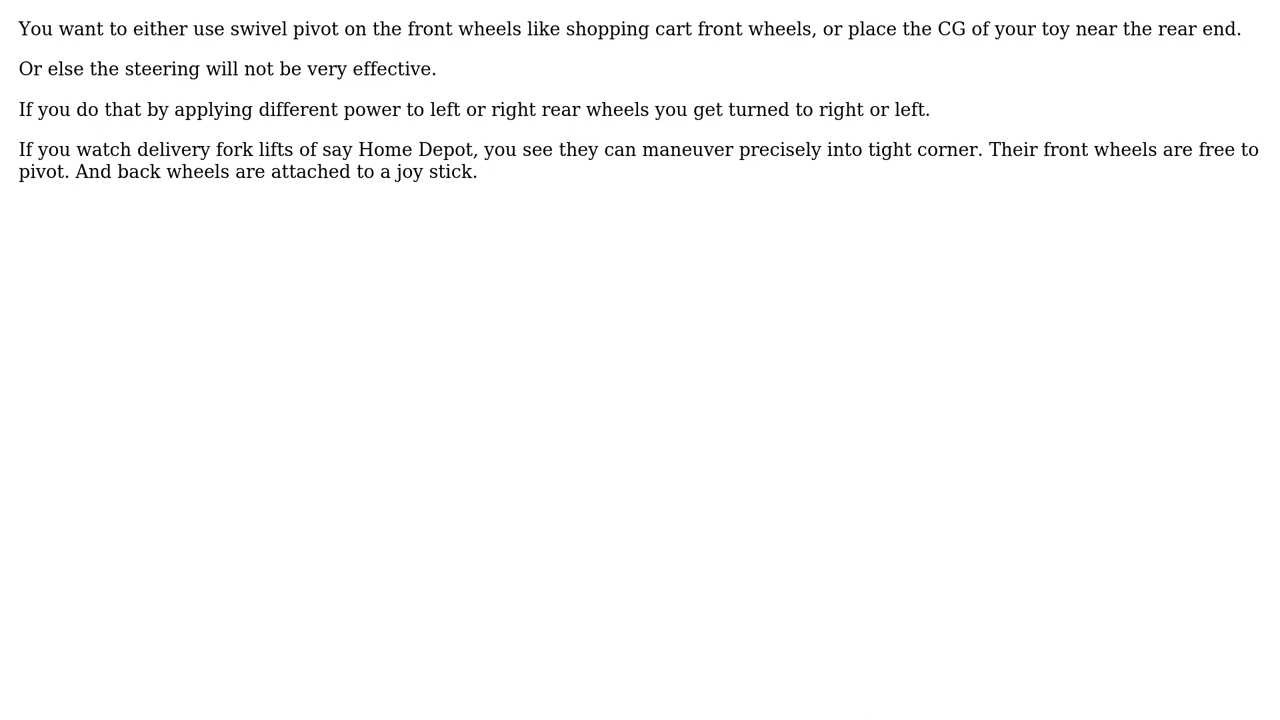 You want to either use swivel pivot on the front wheels like shopping cart front wheels, or place the CG of your toy near the rear end.
Or else the steering will not be very effective.
If you do that by applying different power to left or right rear wheels you get turned to right or left.
If you watch delivery fork lifts of say Home Depot, you see they can maneuver precisely into tight corner. Their front wheels are free to
pivot. And back wheels are attached to a joy stick.